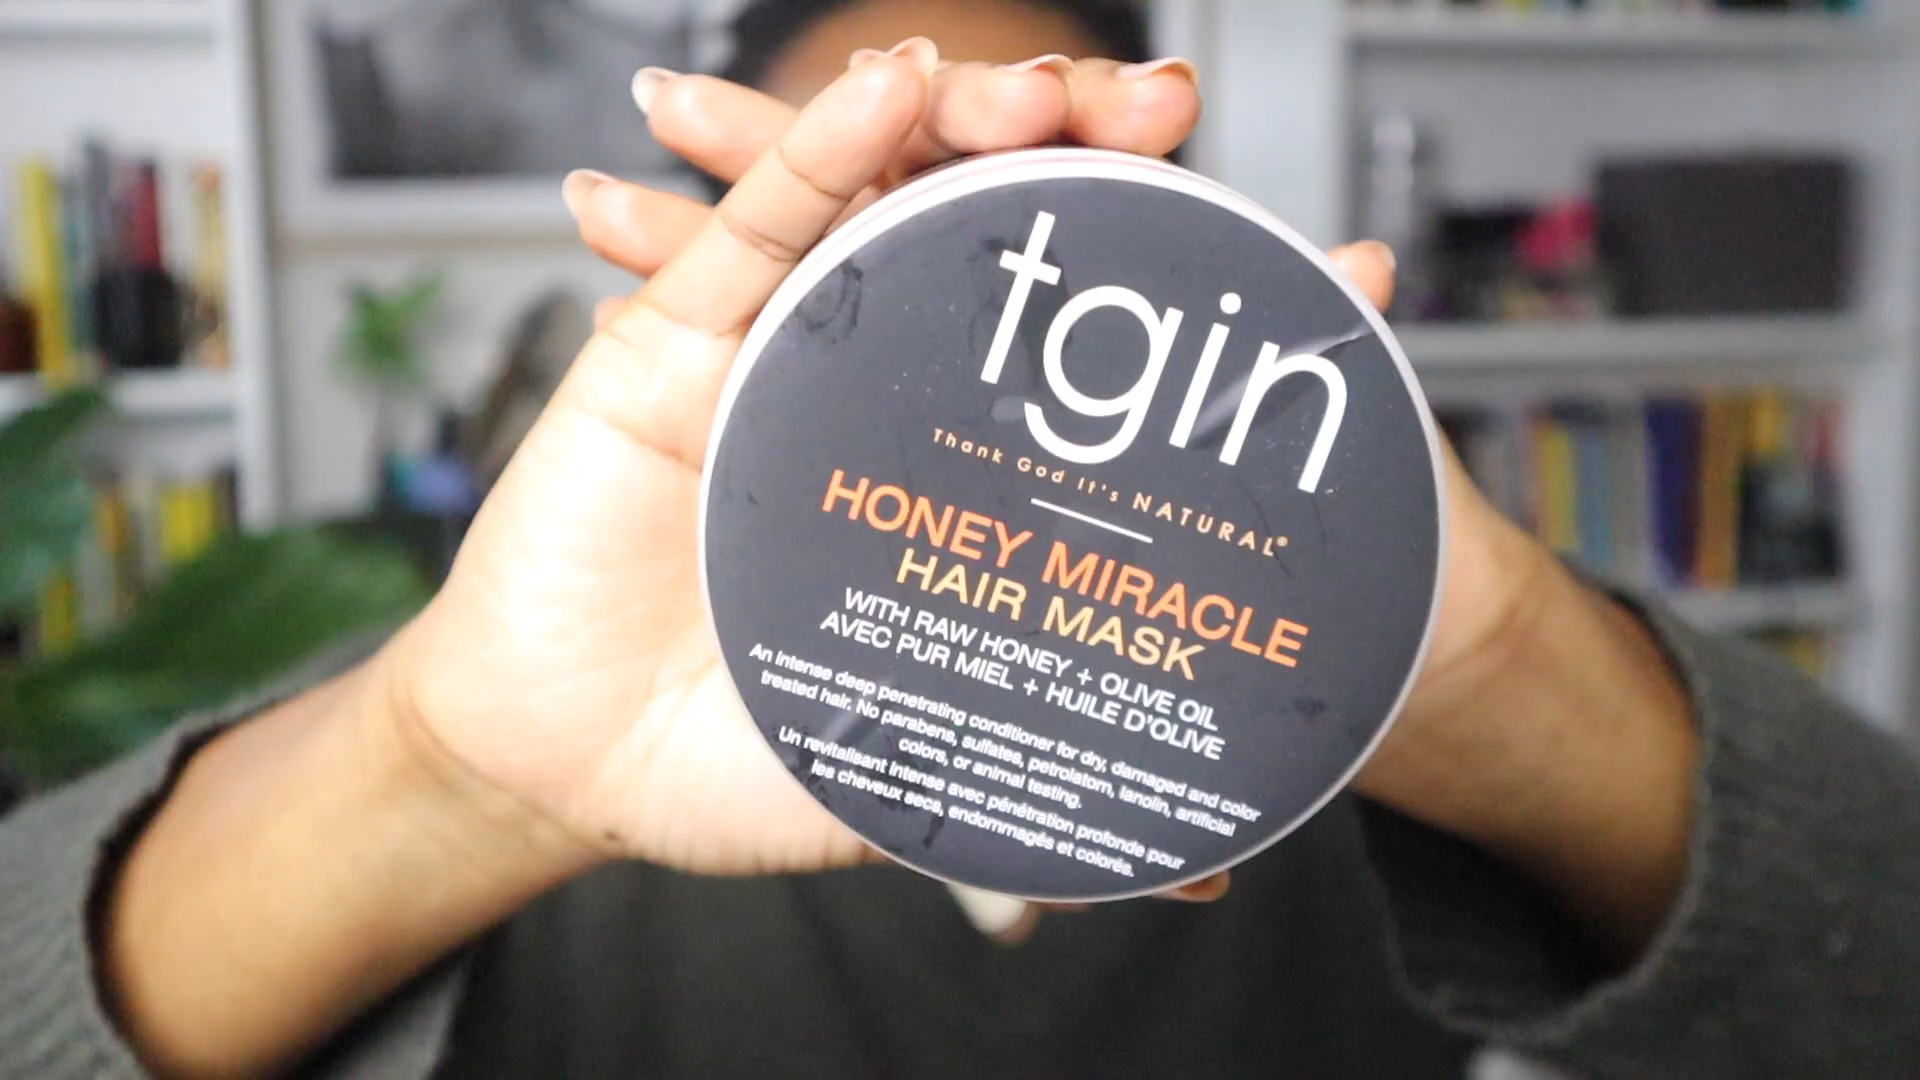 tgin
Thank God It's NATURAL®
HONEY MIRACLE
HAIR MASK
WITH RAW HONEY + OLIVE OIL
AVEC PUR MIEL + HUILE D'OLIVE
An intense deep penetrating conditioner for dry, damaged and color
treated hair. No parabens, sulfates, petrolatom, lanolin, artificial
colors, or animal testing.
Un revitalisant intense avec pénétration profonde pour
les cheveux secs, endommagés et colorés.